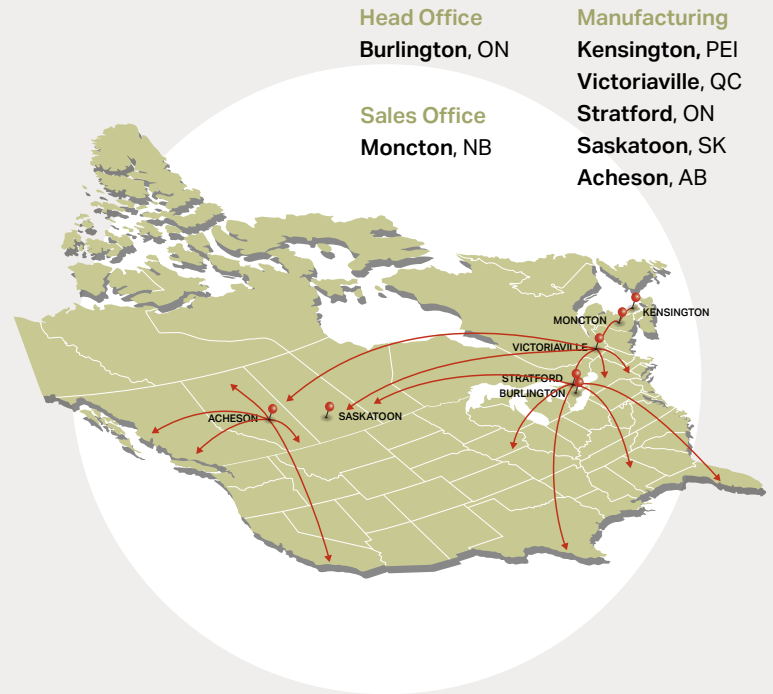 Head Office
Burlington, ON
Sales Office
Moncton, NB
Manufacturing
Kensington, PEI
Victoriaville, QC
Stratford, ON
Saskatoon, SK
Acheson, AB
KENSINGTON
MONCTON
VICTORIAVILLE
STRATFORD
BURLINGTON
ACHESON
SASKATOON